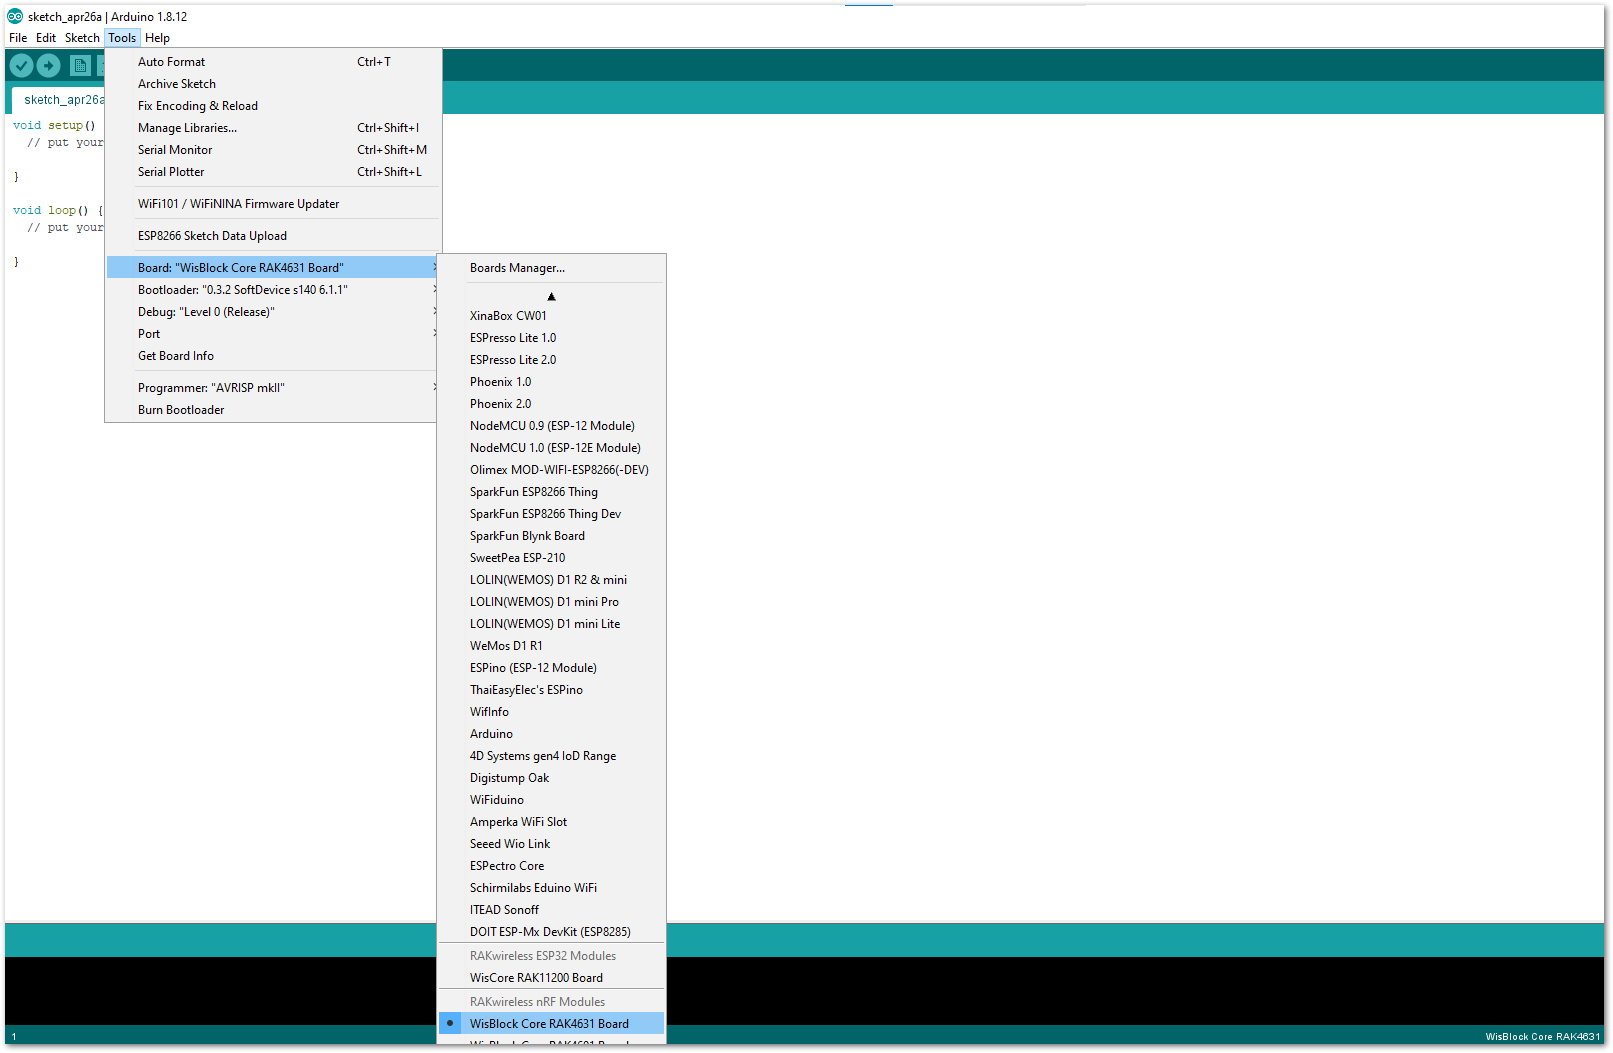 sketch_apr26a | Arduino 1.8.12
File Edit Sketch Tools Help
sketch_apr26a
void setup()
// put your
}
void loop() {
// put your
}
Auto Format Ctrl+T
Archive Sketch
Fix Encoding & Reload
Manage Libraries... Ctrl+Shift+I
Serial Monitor Ctrl+Shift+M
Serial Plotter Ctrl+Shift+L
WiFi101 / WiFiNINA Firmware Updater
ESP8266 Sketch Data Upload
Board: "WisBlock Core RAK4631 Board"
Bootloader: "0.3.2 SoftDevice s140 6.1.1"
Debug: "Level 0 (Release)"
Port
Get Board Info
Programmer: "AVRISP mkII"
Burn Bootloader
Boards Manager...
XinaBox CW01
ESPresso Lite 1.0
ESPresso Lite 2.0
Phoenix 1.0
Phoenix 2.0
NodeMCU 0.9 (ESP-12 Module)
NodeMCU 1.0 (ESP-12E Module)
Olimex MOD-WIFI-ESP8266(-DEV)
SparkFun ESP8266 Thing
SparkFun ESP8266 Thing Dev
SparkFun Blynk Board
SweetPea ESP-210
LOLIN(WEMOS) D1 R2 & mini
LOLIN(WEMOS) D1 mini Pro
LOLIN(WEMOS) D1 mini Lite
WeMos D1 R1
ESPino (ESP-12 Module)
ThaiEasyElec's ESPino
WifInfo
Arduino
4D Systems gen4 IoD Range
Digistump Oak
WiFiduino
Amperka WiFi Slot
Seeed Wio Link
ESPectro Core
Schirmilabs Eduino WiFi
ITEAD Sonoff
DOIT ESP-Mx DevKit (ESP8285)
RAKwireless ESP32 Modules
WisCore RAK11200 Board
RAKwireless nRF Modules
WisBlock Core RAK4631 Board
1
WisBlock Core RAK4631